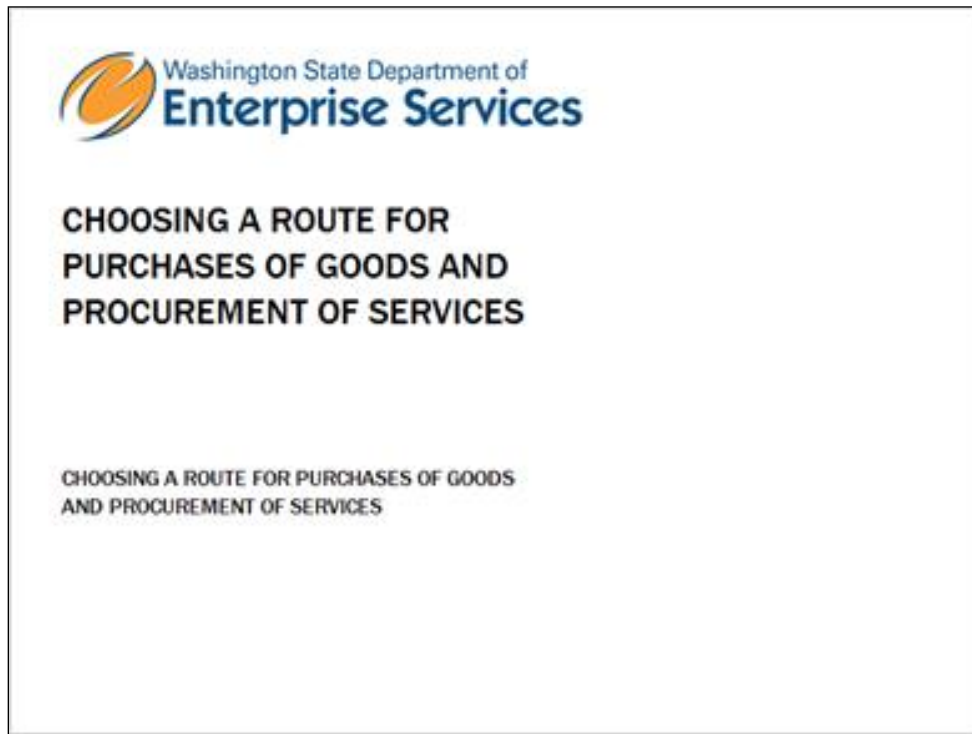 Washington State Department of
Enterprise Services
CHOOSING A ROUTE FOR
PURCHASES OF GOODS AND
PROCUREMENT OF SERVICES
CHOOSING A ROUTE FOR PURCHASES OF GOODS
AND PROCUREMENT OF SERVICES